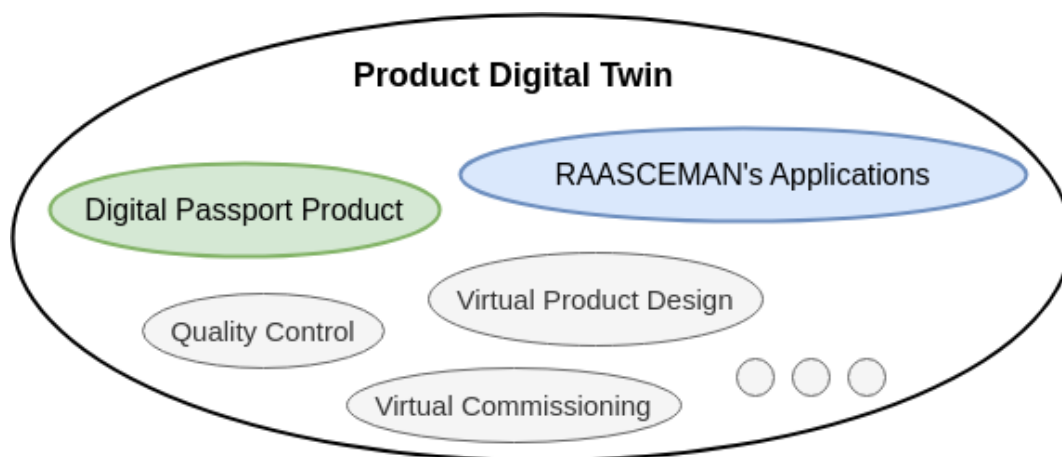 Product Digital Twin
RAASCEMAN's Applications
Digital Passport Product
Virtual Product Design
Quality Control
Virtual Commissioning